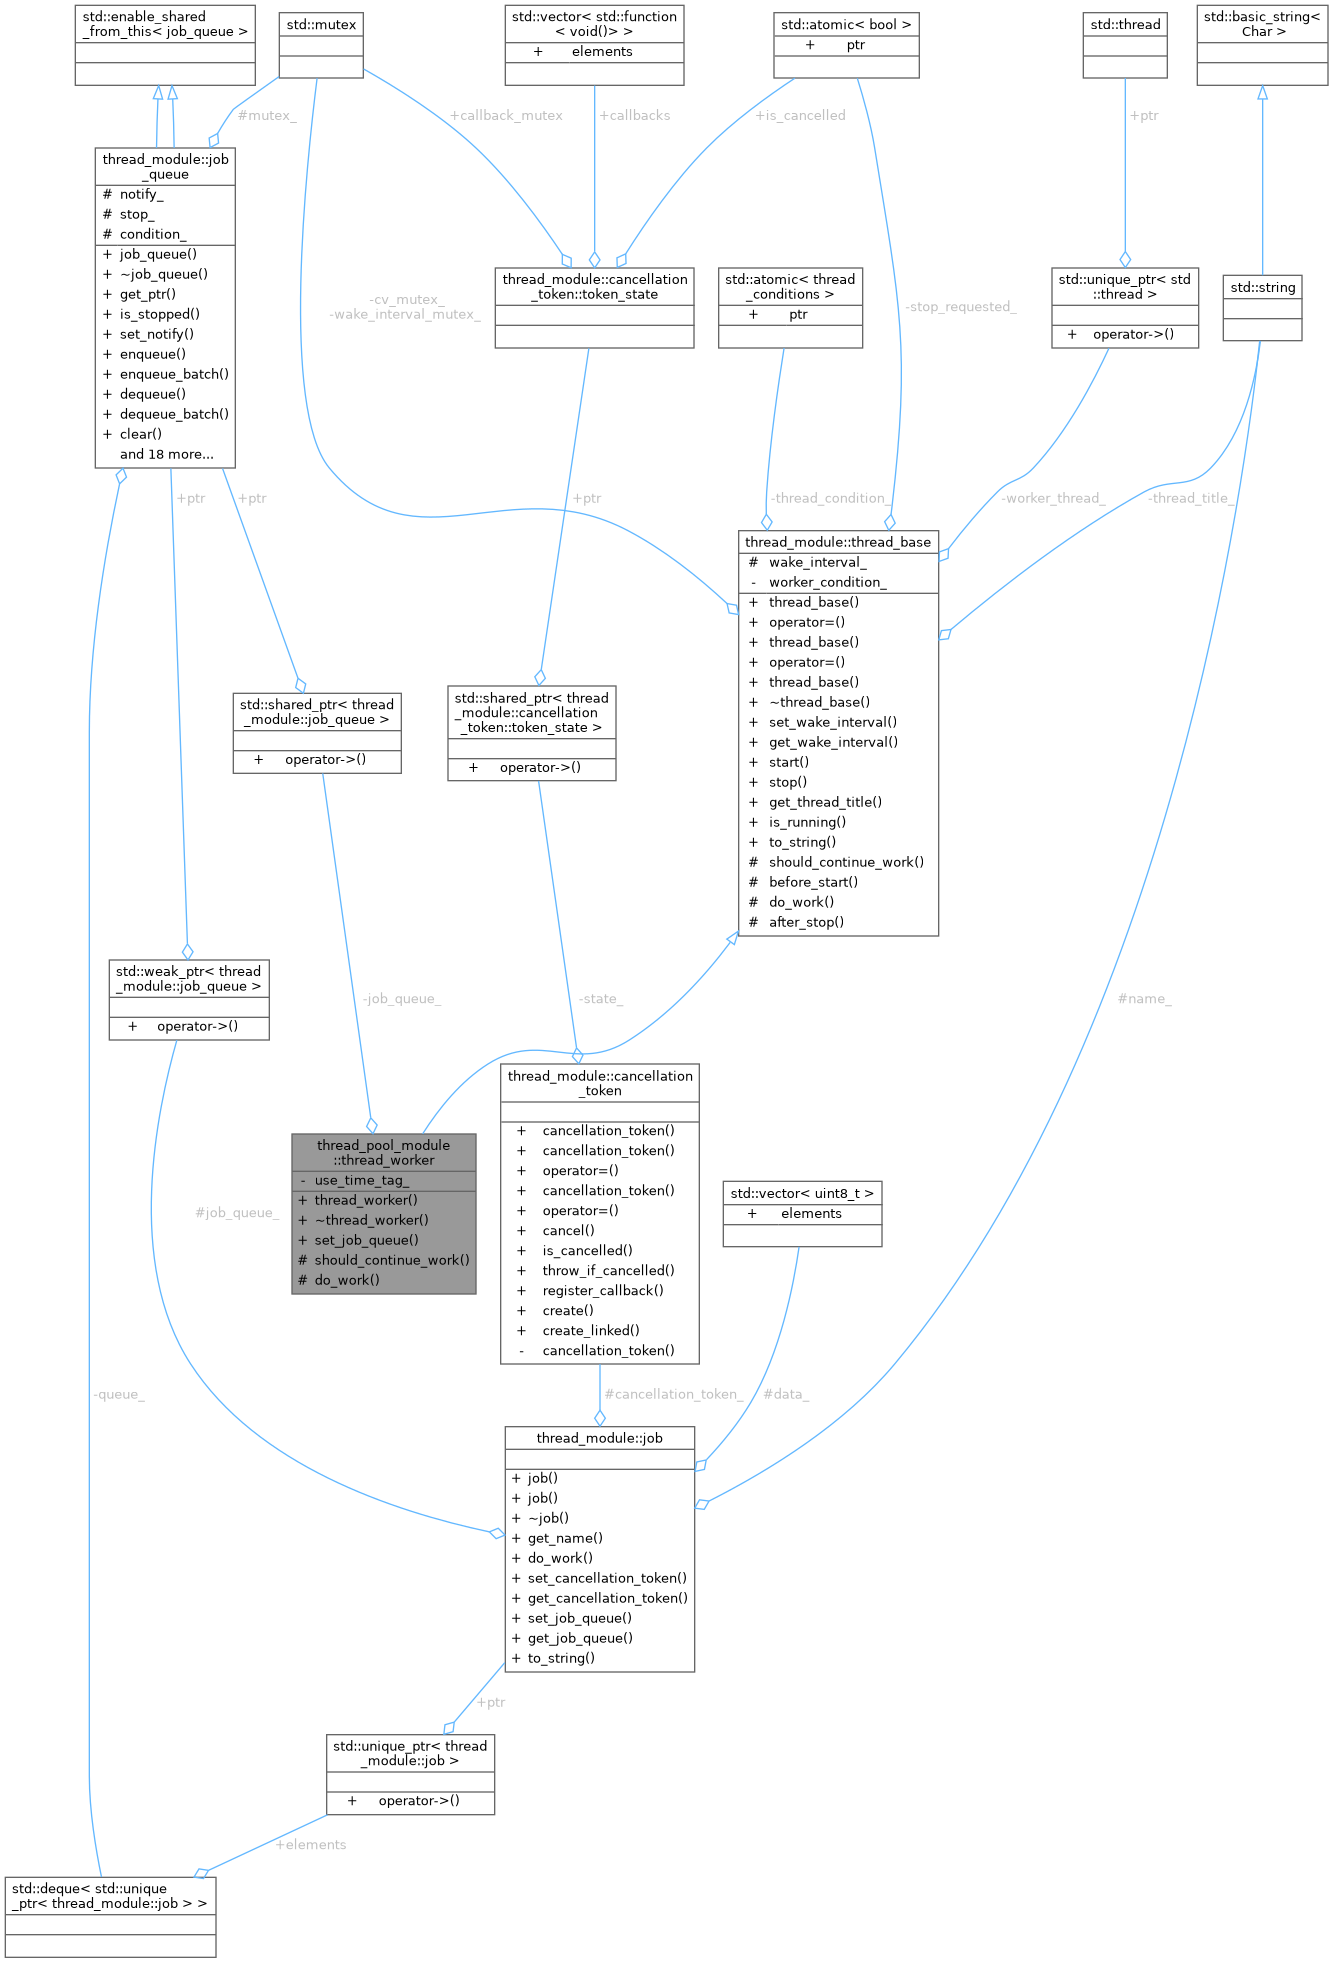 std::enable_shared
_from_this< job_queue >
std::mutex
std::vector< std::function
< void()> >
+ elements
std::atomic< bool >
+ ptr
std::thread
std::basic_string<
Char >
#mutex_
+callback_mutex
+callbacks
+is_cancelled
+ptr
thread_module::job
_queue
# notify_
# stop_
# condition_
+ job_queue()
+ ~job_queue()
+ get_ptr()
+ is_stopped()
+ set_notify()
+ enqueue()
+ enqueue_batch()
+ dequeue()
+ dequeue_batch()
+ clear()
and 18 more...
-cv_mutex_
-wake_interval_mutex_
thread_module::cancellation
_token::token_state
std::atomic< thread
_conditions >
+ ptr
-stop_requested_
std::unique_ptr< std
::thread >
+ operator->()
std::string
+ptr
+ptr
+ptr
-thread_condition_
-worker_thread_
-thread_title_
thread_module::thread_base
# wake_interval_
- worker_condition_
+ thread_base()
+ operator=()
+ thread_base()
+ operator=()
+ thread_base()
+ ~thread_base()
+ set_wake_interval()
+ get_wake_interval()
+ start()
+ stop()
+ get_thread_title()
+ is_running()
+ to_string()
# should_continue_work()
# before_start()
# do_work()
# after_stop()
std::shared_ptr< thread
_module::job_queue >
+ operator->()
std::shared_ptr< thread
_module::cancellation
_token::token_state >
+ operator->()
std::weak_ptr< thread
_module::job_queue >
+ operator->()
-job_queue_
-state_
#name_
thread_pool_module
::thread_worker
- use_time_tag_
+ thread_worker()
+ ~thread_worker()
+ set_job_queue()
# should_continue_work()
# do_work()
thread_module::cancellation
_token
+ cancellation_token()
+ cancellation_token()
+ operator=()
+ cancellation_token()
+ operator=()
+ cancel()
+ is_cancelled()
+ throw_if_cancelled()
+ register_callback()
+ create()
+ create_linked()
- cancellation_token()
std::vector< uint8_t >
+ elements
#job_queue_
-queue_
#cancellation_token_
#data_
thread_module::job
+ job()
+ job()
+ ~job()
+ get_name()
+ do_work()
+ set_cancellation_token()
+ get_cancellation_token()
+ set_job_queue()
+ get_job_queue()
+ to_string()
+ptr
std::unique_ptr< thread
_module::job >
+ operator->()
+elements
std::deque< std::unique
_ptr< thread_module::job > >